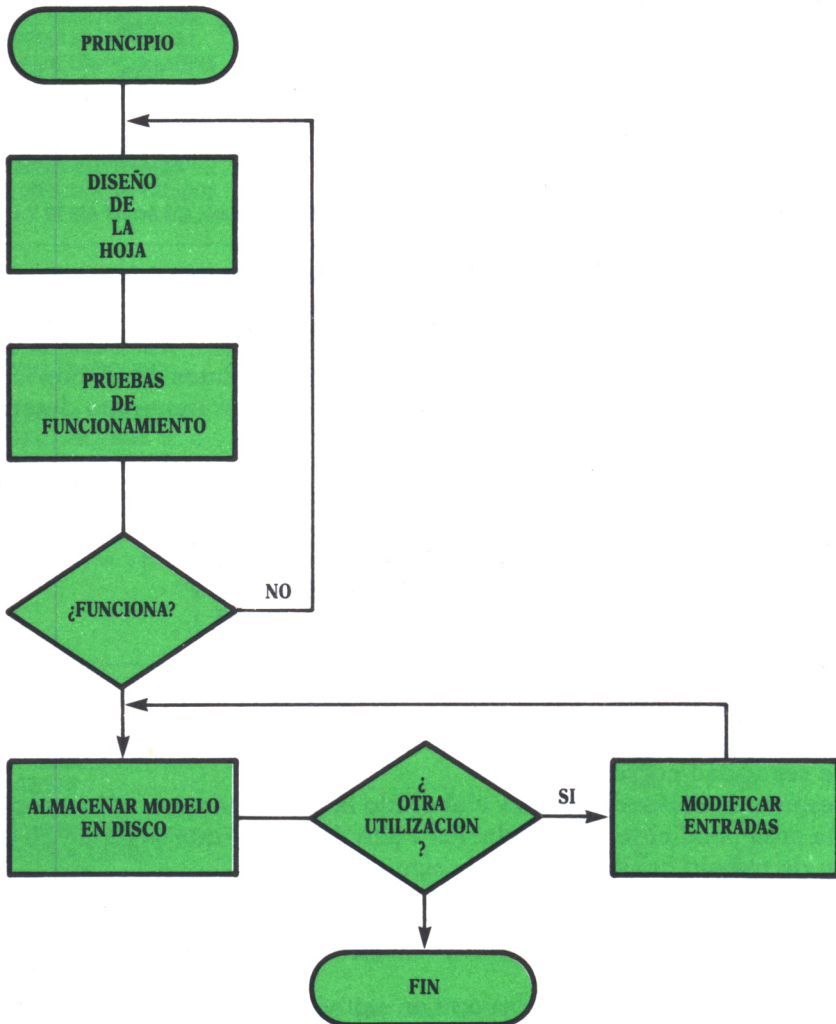 PRINCIPIO
DISEÑO
DE
LA
HOJA
PRUEBAS
DE
FUNCIONAMIENTO
¿FUNCIONA?
NO
ALMACENAR MODELO
EN DISCO
¿
OTRA
UTILIZACION
?
SI
MODIFICAR
ENTRADAS
FIN